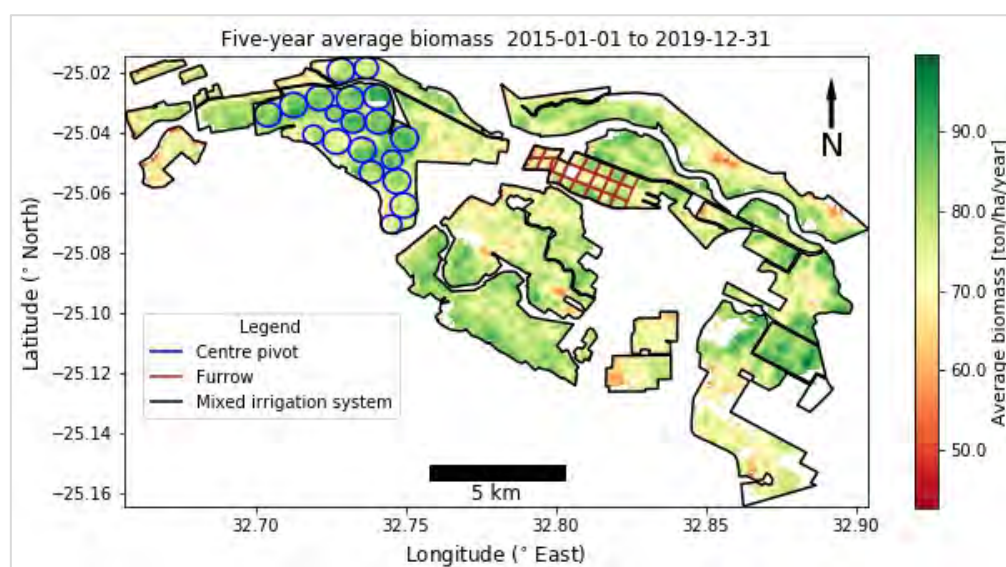 Five-year average biomass 2015-01-01 to 2019-12-31
−25.02
−25.04
−25.06
−25.08
−25.10
−25.12
−25.14
−25.16
Latitude (° North)
N
Legend
Centre pivot
Furrow
Mixed irrigation system
5 km
32.70 32.75 32.80 32.85 32.90
Longitude (° East)
90.0
80.0
70.0
60.0
50.0
Average biomass [ton/ha/year]